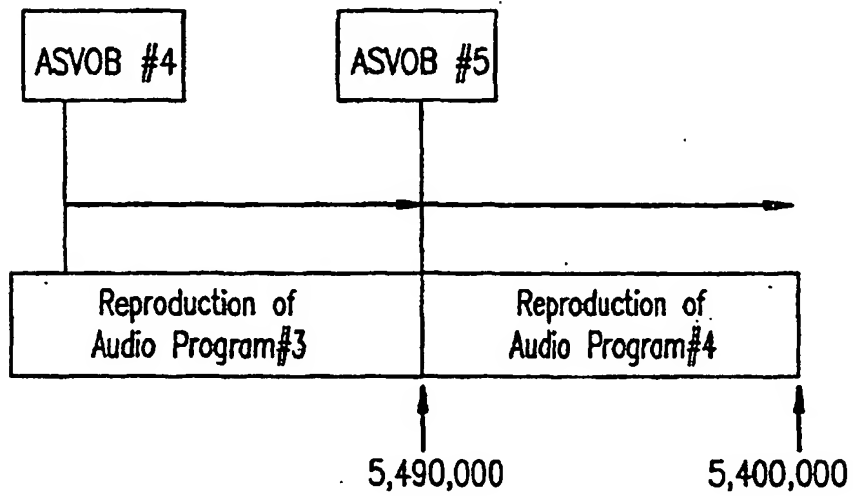 ASVOB #4
ASVOB #5
Reproduction of
Audio Program#3
Reproduction of
Audio Program#4
5,490,000
5,400,000